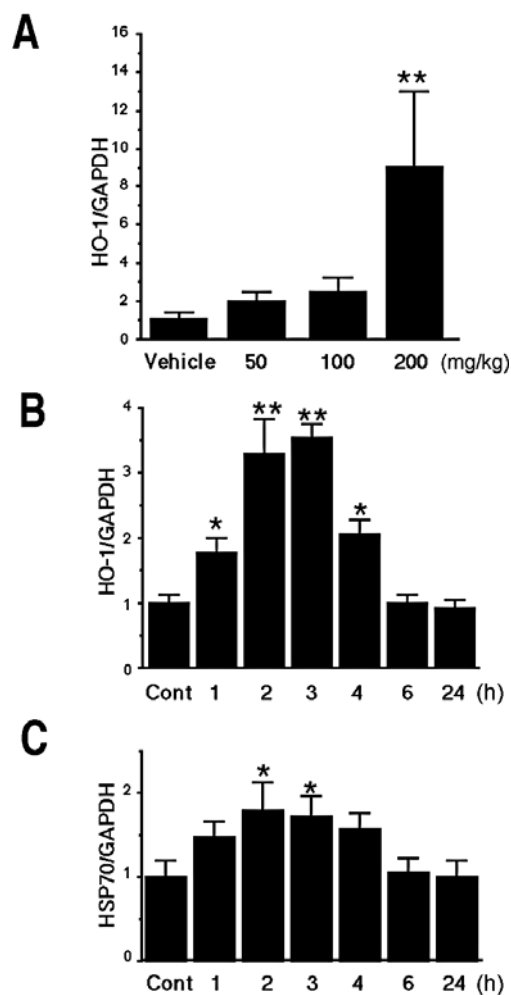 A
HO-1/GAPDH
16
14
12
10
8
6
4
2
0
**
Vehicle 50 100 200 (mg/kg)
B
HO-1/GAPDH
4
3
2
1
0
* ** ** *
Cont 1 2 3 4 6 24 (h)
C
HSP70/GAPDH
2
1
0
* *
Cont 1 2 3 4 6 24 (h)